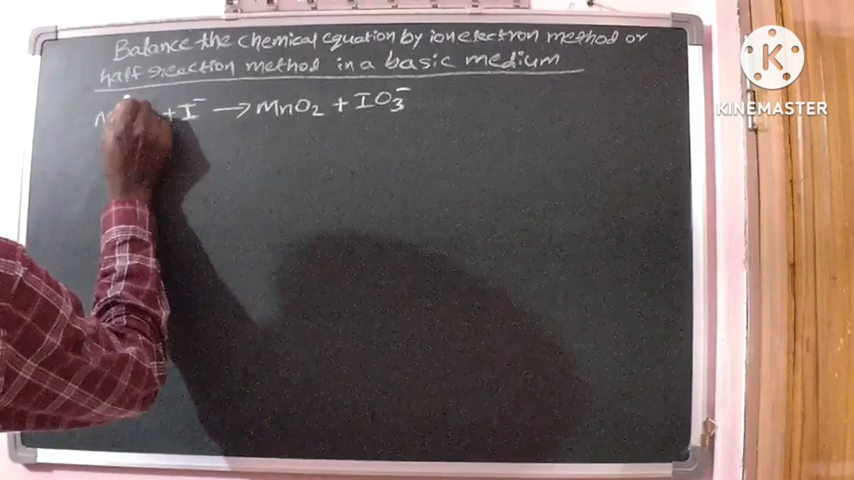 Balance the chemical equation by ion electron method or
half reaction method in a basic medium
+ I⁻ → MnO₂ + IO₃⁻
K
KINEMASTER